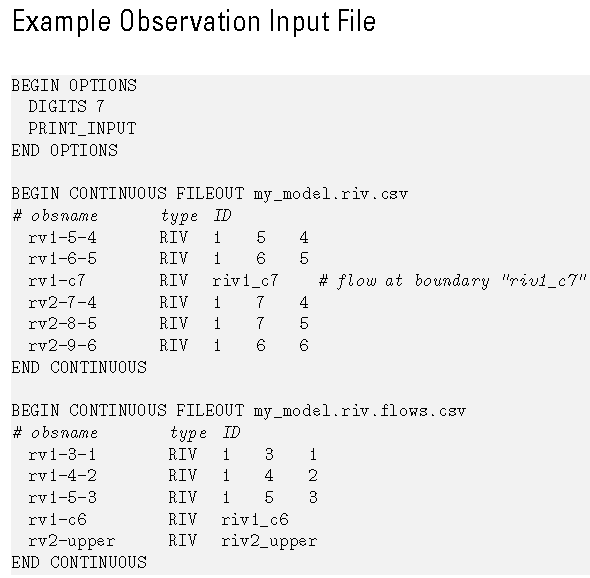 Example Observation Input File
BEGIN OPTIONS
  DIGITS 7
  PRINT_INPUT
END OPTIONS
BEGIN CONTINUOUS FILEOUT my_model.riv.csv
# obsname       type  ID
  rv1-5-4       RIV   1    5    4
  rv1-6-5       RIV   1    6    5
  rv1-c7        RIV   riv1_c7    # flow at boundary "riv1_c7"
  rv2-7-4       RIV   1    7    4
  rv2-8-5       RIV   1    7    5
  rv2-9-6       RIV   1    6    6
END CONTINUOUS
BEGIN CONTINUOUS FILEOUT my_model.riv.flows.csv
# obsname        type  ID
  rv1-3-1        RIV   1    3    1
  rv1-4-2        RIV   1    4    2
  rv1-5-3        RIV   1    5    3
  rv1-c6         RIV   riv1_c6
  rv2-upper      RIV   riv2_upper
END CONTINUOUS